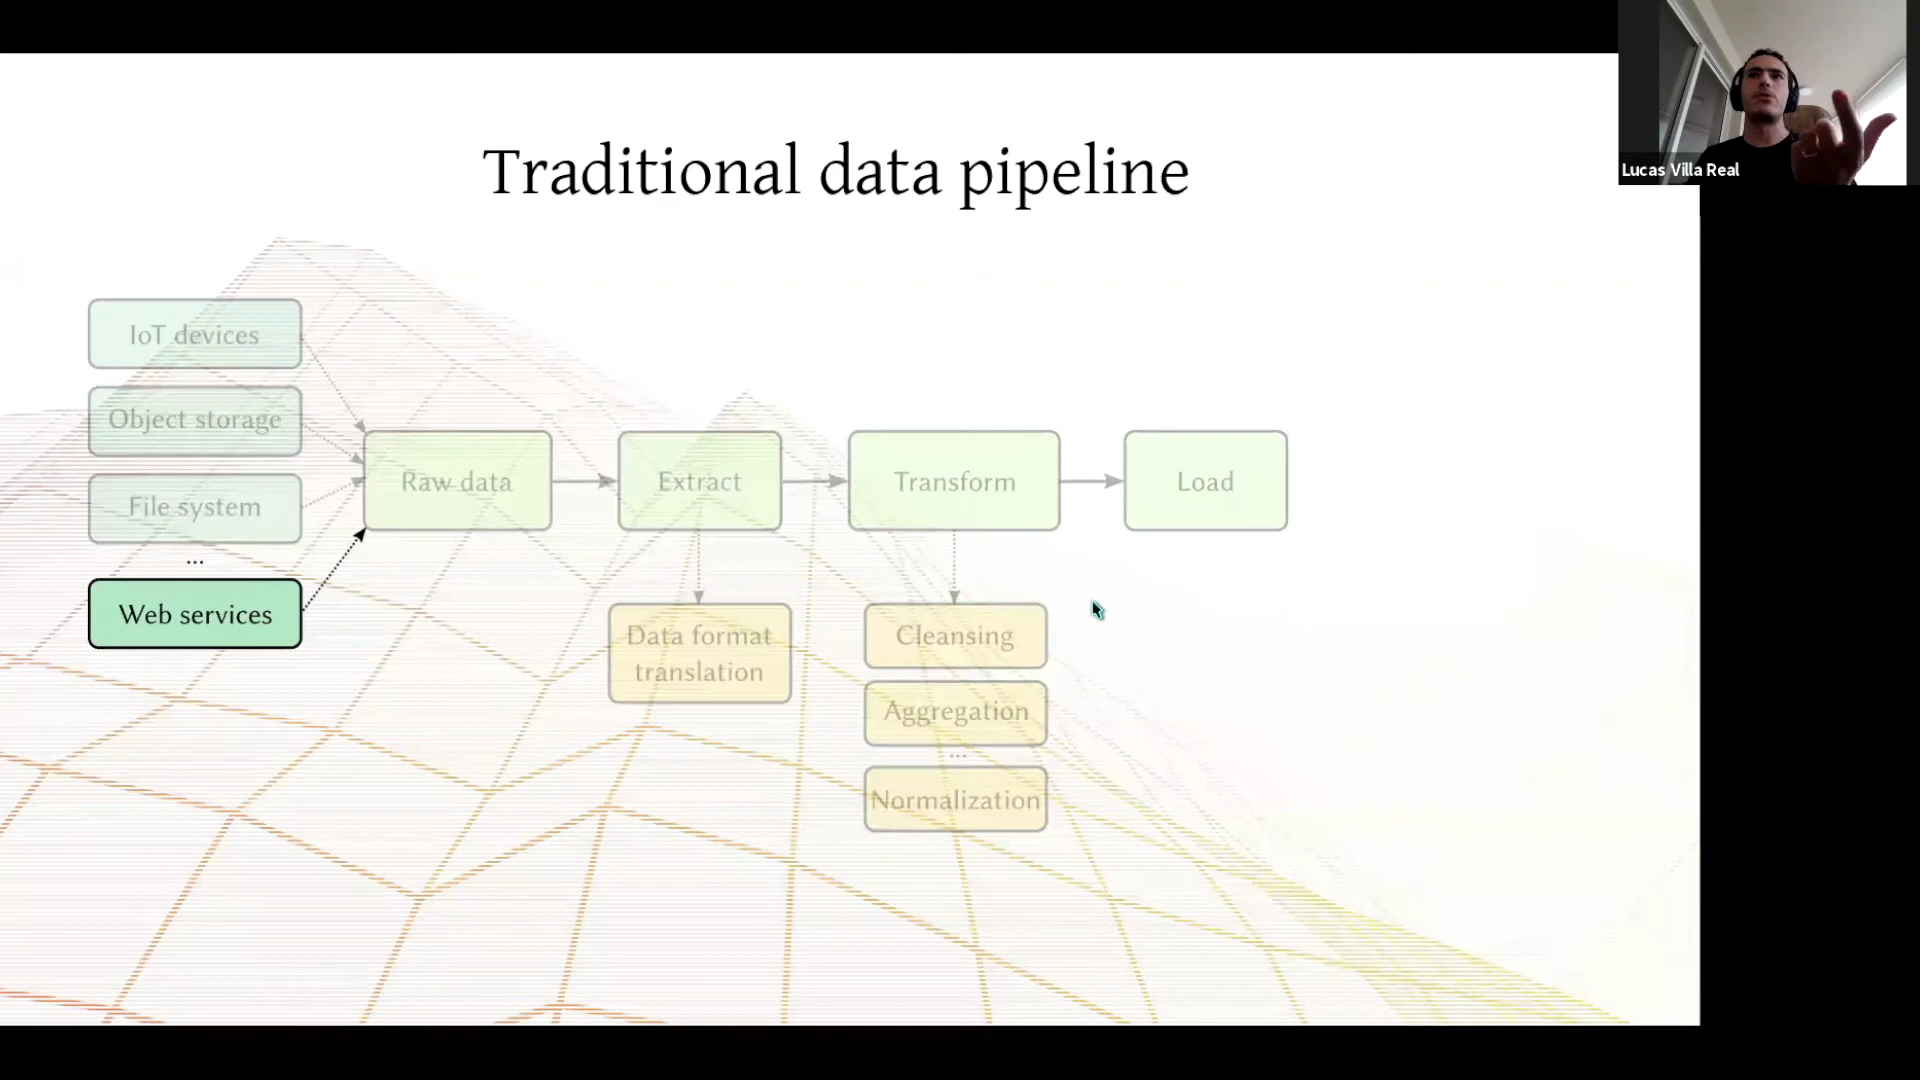 Lucas Villa Real
Traditional data pipeline
IoT devices
Object storage
File system
...
Web services
Raw data
Extract
Transform
Load
Data format
translation
Cleansing
Aggregation
...
Normalization